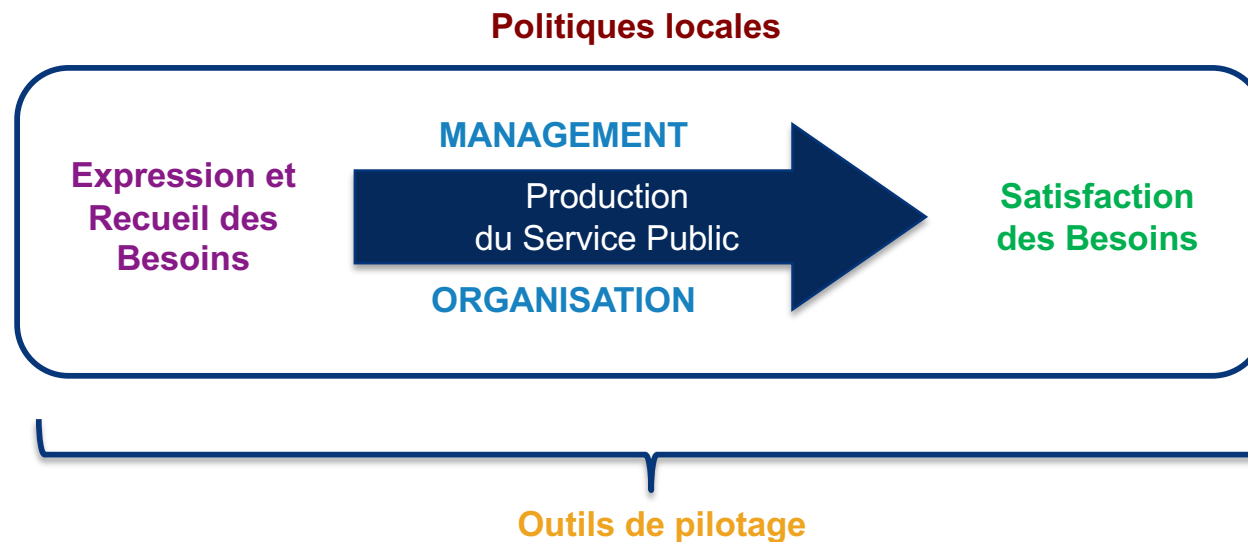 Politiques locales
MANAGEMENT
Expression et
Recueil des
Besoins
Production
du Service Public
Satisfaction
des Besoins
ORGANISATION
Outils de pilotage